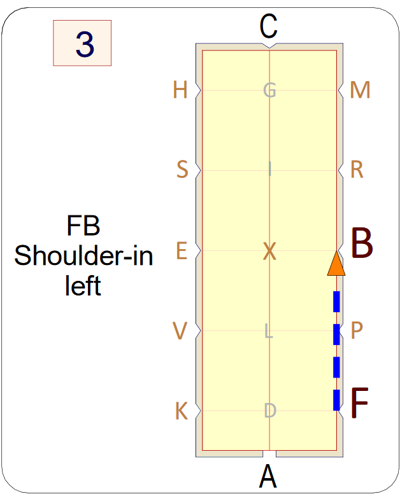 3
C
H G M
S I R
FB
Shoulder-in
left
E X B
V L P
K D F
A